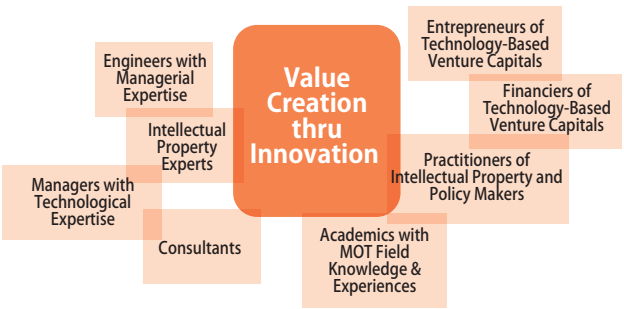 Engineers with
Managerial
Expertise
Intellectual
Property
Experts
Managers with
Technological
Expertise
Consultants
Value
Creation
thru
Innovation
Entrepreneurs of
Technology-Based
Venture Capitals
Financiers of
Technology-Based
Venture Capitals
Practitioners of
Intellectual Property and
Policy Makers
Academics with
MOT Field
Knowledge &
Experiences